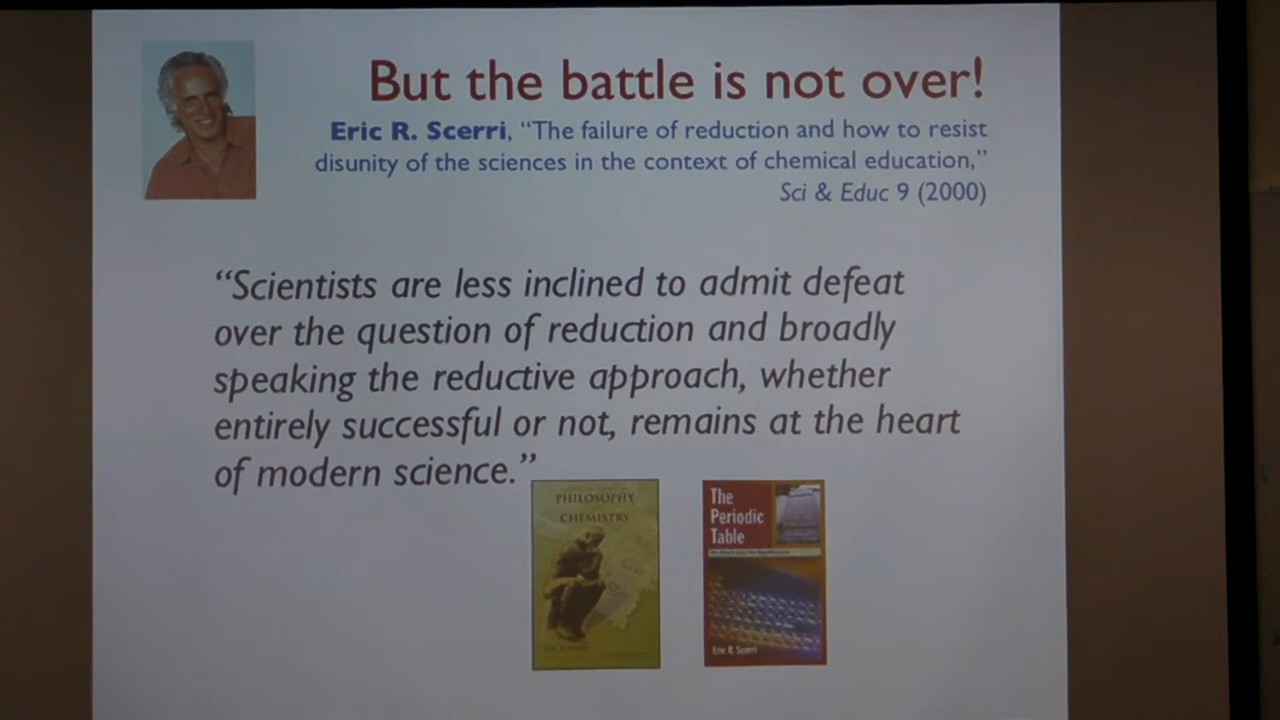 But the battle is not over!
Eric R. Scerri, “The failure of reduction and how to resist
disunity of the sciences in the context of chemical education,”
Sci & Educ 9 (2000)
“Scientists are less inclined to admit defeat
over the question of reduction and broadly
speaking the reductive approach, whether
entirely successful or not, remains at the heart
of modern science.”
PHILOSOPHY
CHEMISTRY
The
Periodic
Table
Eric R. Scerri